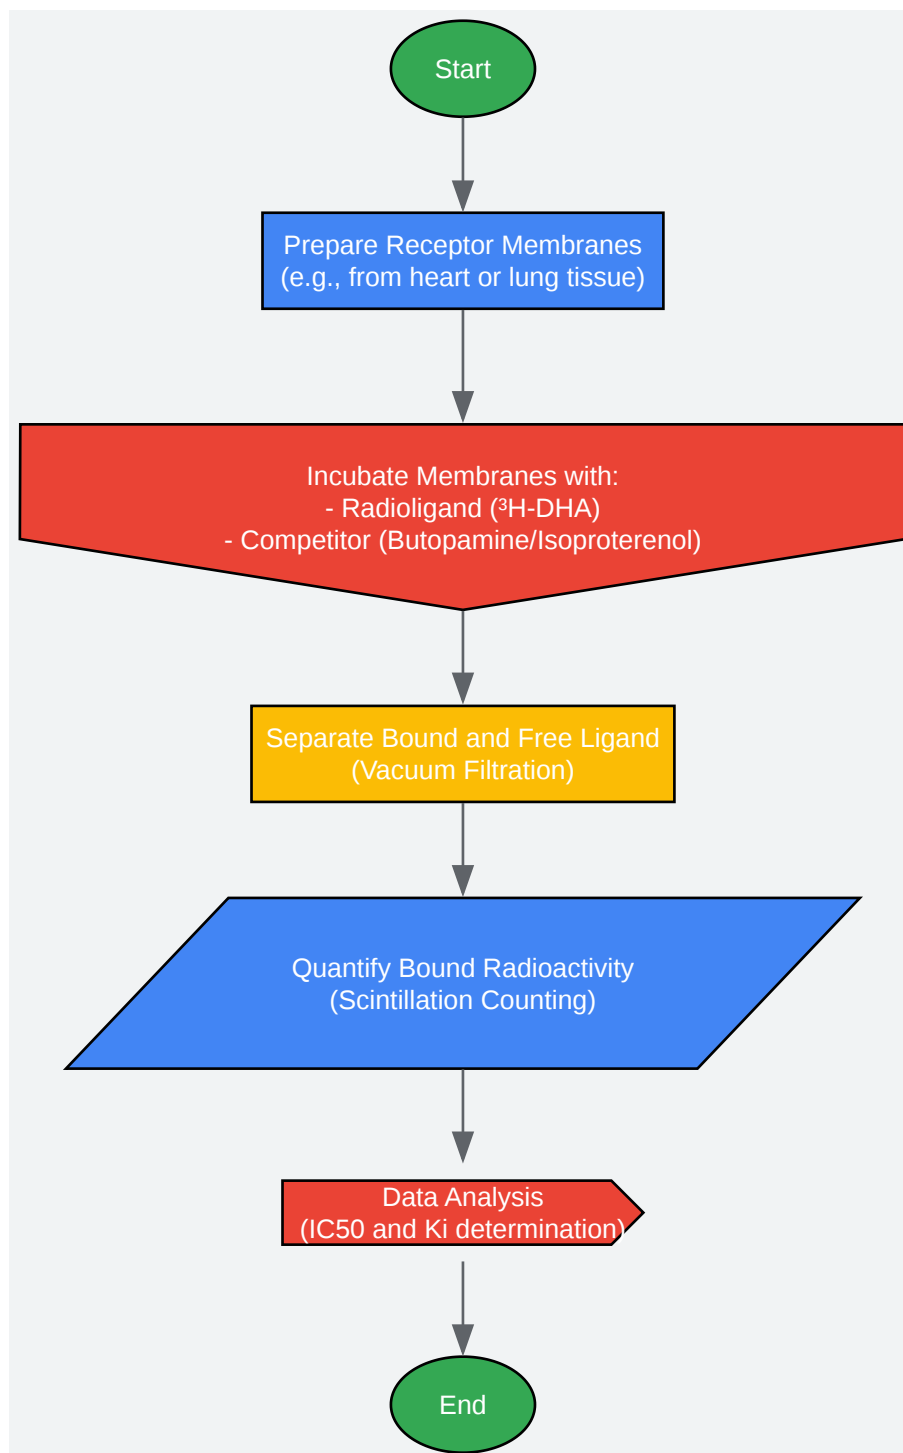 Start
Prepare Receptor Membranes
(e.g., from heart or lung tissue)
Incubate Membranes with:
- Radioligand (³H-DHA)
- Competitor (Butopamine/Isoproterenol)
Separate Bound and Free Ligand
(Vacuum Filtration)
Quantify Bound Radioactivity
(Scintillation Counting)
Data Analysis
(IC50 and Ki determination)
End